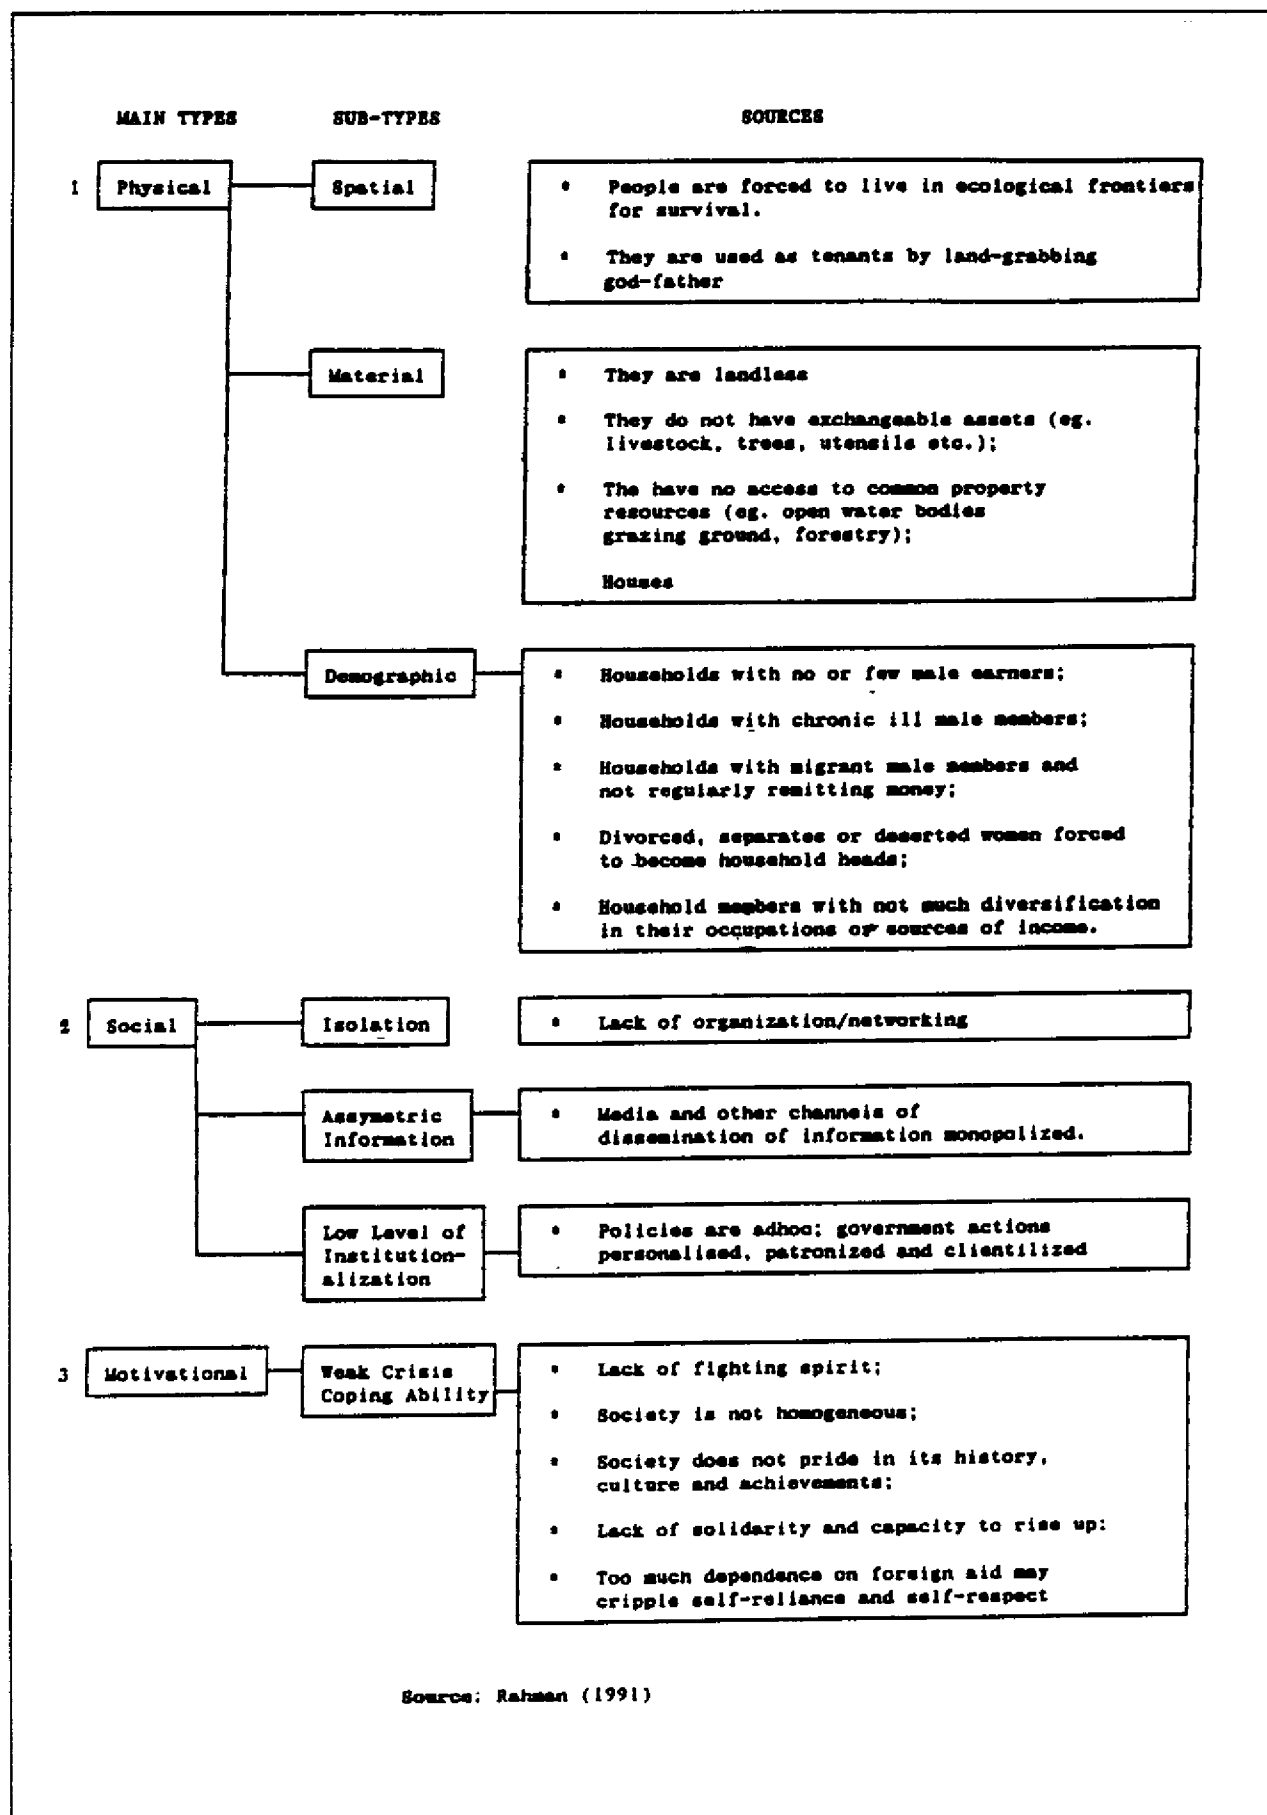 MAIN TYPES SUB-TYPES SOURCES
1 Physical Spatial
* People are forced to live in ecological frontiers
for survival.
* They are used as tenants by land-grabbing
god-father
Material
* They are landless
* They do not have exchangeable assets (eg.
livestock, trees, utensils etc.);
* The have no access to common property
resources (eg. open water bodies
grazing ground, forestry);
Houses
Demographic
* Households with no or few male earners;
* Households with chronic ill male members;
* Households with migrant male members and
not regularly remitting money;
* Divorced, separates or deserted women forced
to become household heads;
* Household members with not much diversification
in their occupations or sources of income.
2 Social Isolation
* Lack of organization/networking
Assymetric
Information
* Media and other channels of
dissemination of information monopolized.
Low Level of
Institution-
alization
* Policies are adhoc; government actions
personalised, patronized and clientilized
3 Motivational
Weak Crisis
Coping Ability
* Lack of fighting spirit;
* Society is not homogeneous;
* Society does not pride in its history,
culture and achievements;
* Lack of solidarity and capacity to rise up:
* Too much dependence on foreign aid may
cripple self-reliance and self-respect
Source: Rahman (1991)